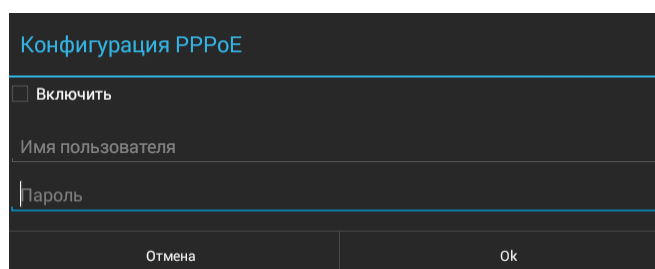 Конфигурация PPPoE
Включить
Имя пользователя
Пароль
Отмена
Ok